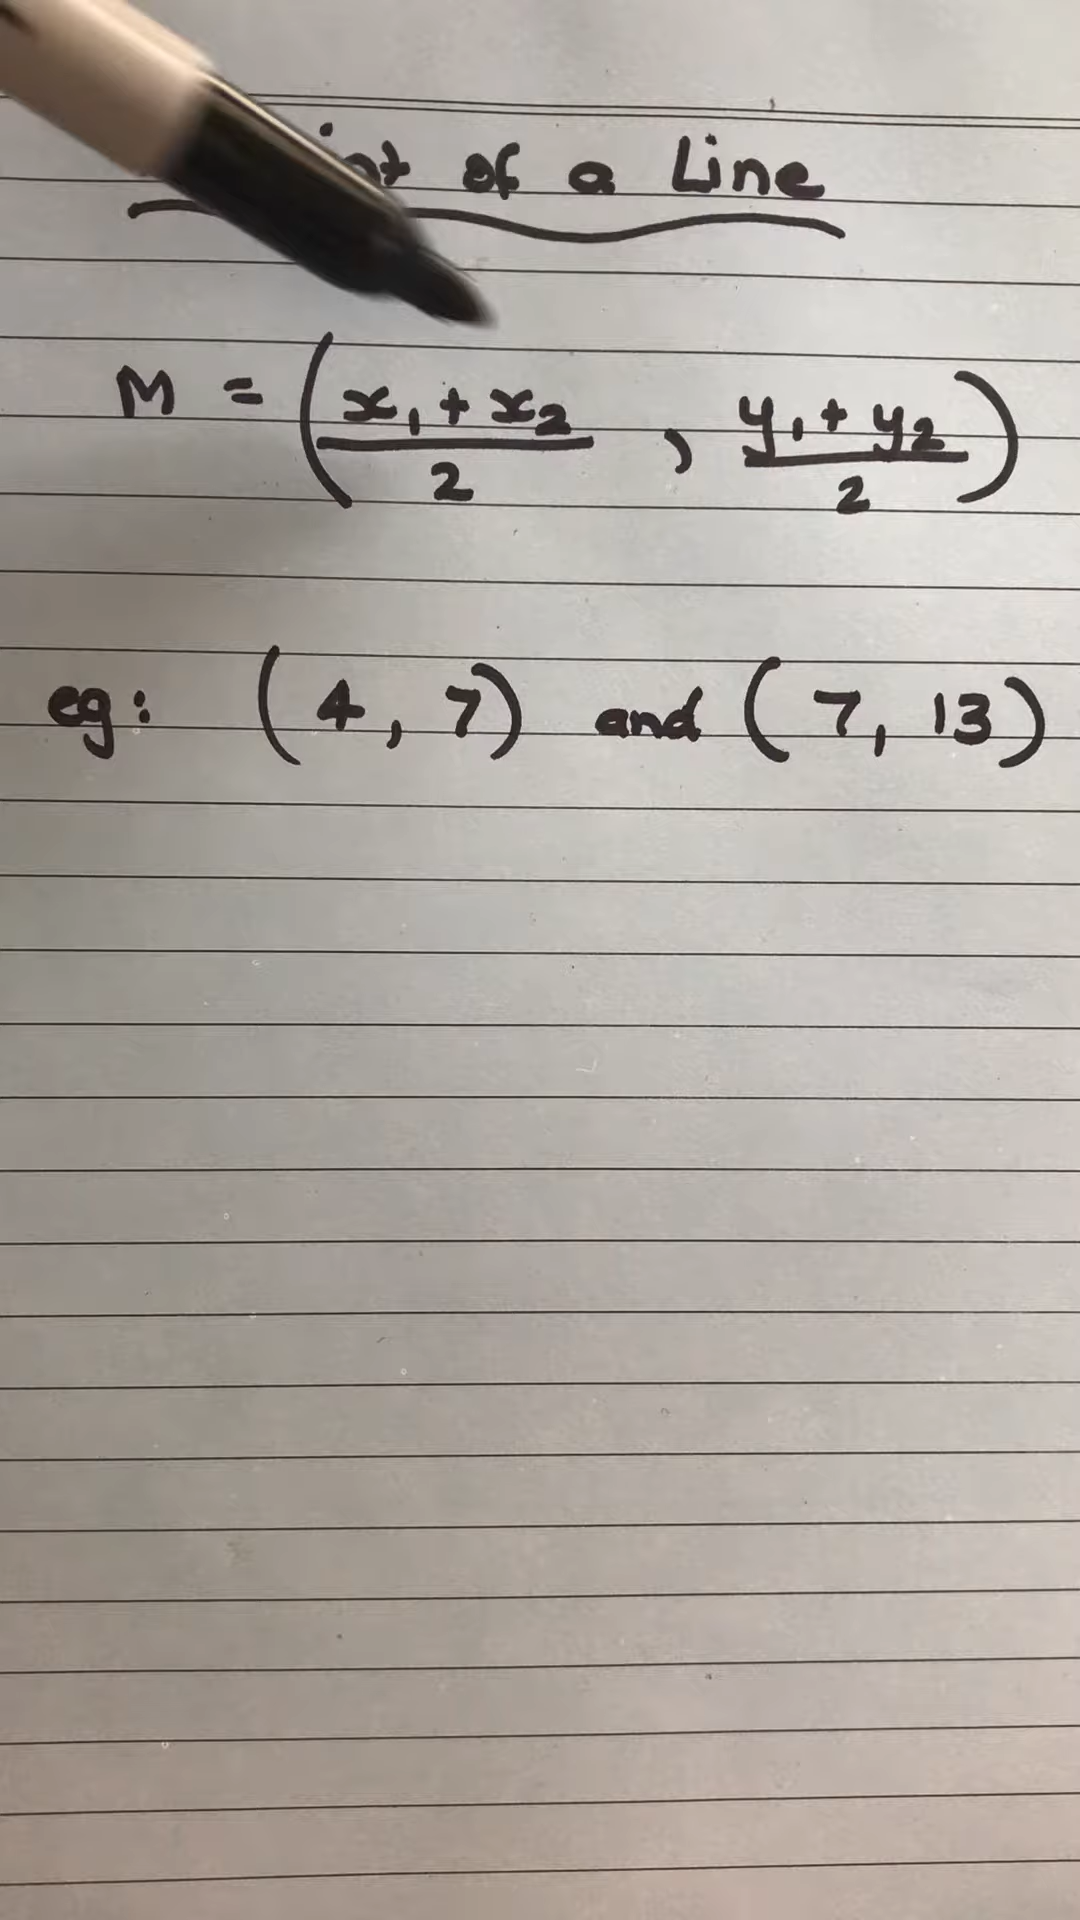 of a Line
M = (x₁ + x₂ / 2 , y₁ + y₂ / 2)
eg: (4, 7) and (7, 13)